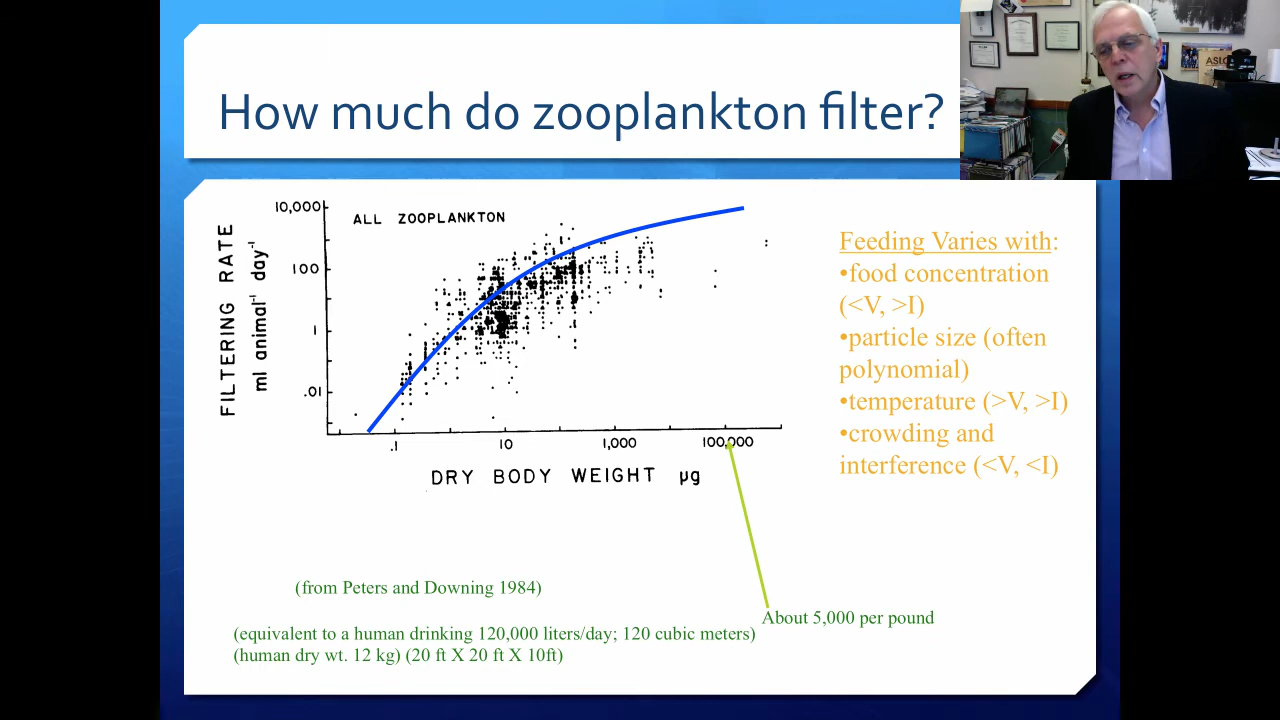 How much do zooplankton filter?
ASLO
10,000
ALL ZOOPLANKTON
100
1
.01
FILTERING RATE
ml animal⁻¹ day⁻¹
.1
10
1,000
100,000
DRY BODY WEIGHT µg
Feeding Varies with:
•food concentration
(<V, >I)
•particle size (often
polynomial)
•temperature (>V, >I)
•crowding and
interference (<V, <I)
(from Peters and Downing 1984)
About 5,000 per pound
(equivalent to a human drinking 120,000 liters/day; 120 cubic meters)
(human dry wt. 12 kg) (20 ft X 20 ft X 10ft)